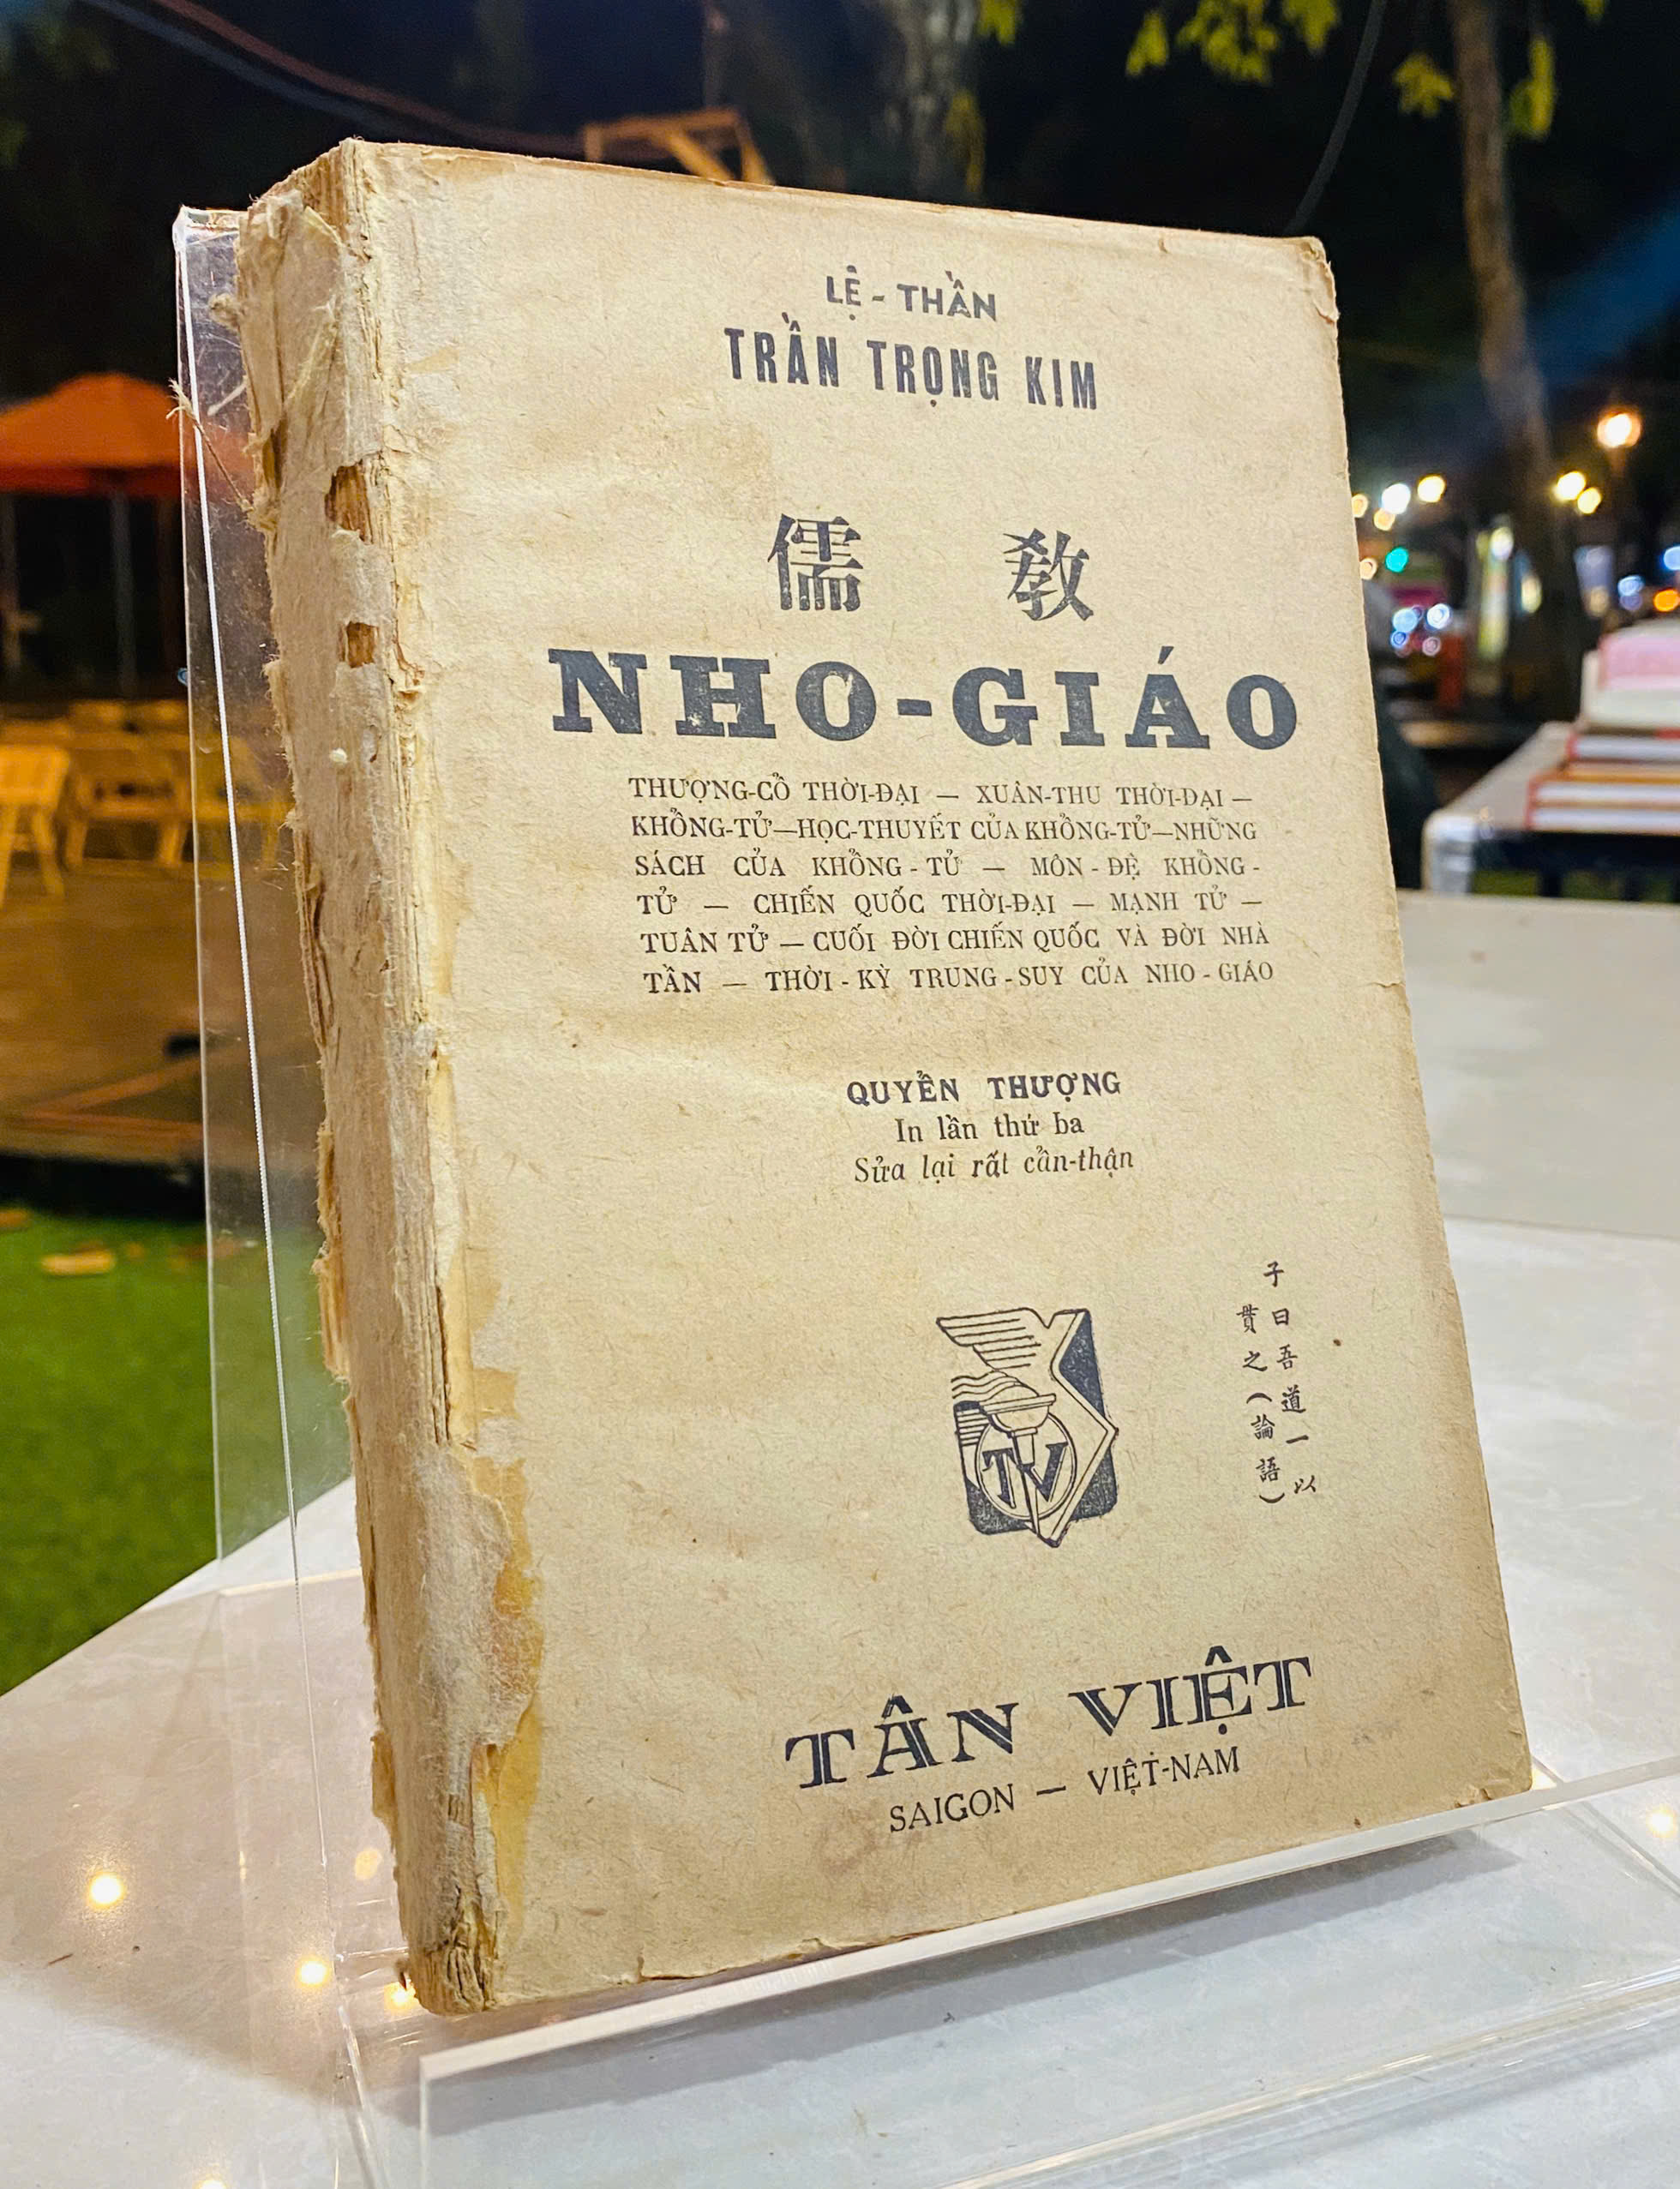 LỆ - THẦN
TRẦN TRỌNG KIM
儒 教
NHO-GIÁO
THƯỢNG-CỔ THỜI-ĐẠI — XUÂN-THU THỜI-ĐẠI —
KHỔNG-TỬ—HỌC-THUYẾT CỦA KHỔNG-TỬ—NHỮNG
SÁCH CỦA KHỔNG - TỬ — MÔN - ĐỆ KHỔNG -
TỬ — CHIẾN QUỐC THỜI-ĐẠI — MẠNH TỬ —
TUÂN TỬ — CUỐI ĐỜI CHIẾN QUỐC VÀ ĐỜI NHÀ
TẦN — THỜI - KỲ TRUNG - SUY CỦA NHO - GIÁO
QUYỂN THƯỢNG
In lần thứ ba
Sửa lại rất cẩn-thận
子曰吾道一以
貫之(論語)
TV
TÂN VIỆT
SAIGON — VIỆT-NAM